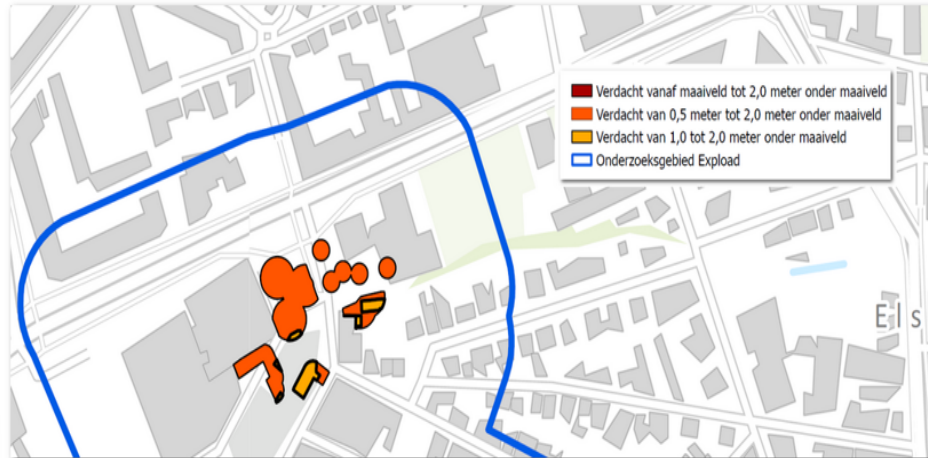 Verdacht vanaf maaiveld tot 2,0 meter onder maaiveld
Verdacht van 0,5 meter tot 2,0 meter onder maaiveld
Verdacht van 1,0 tot 2,0 meter onder maaiveld
Onderzoeksgebied Expload
Els